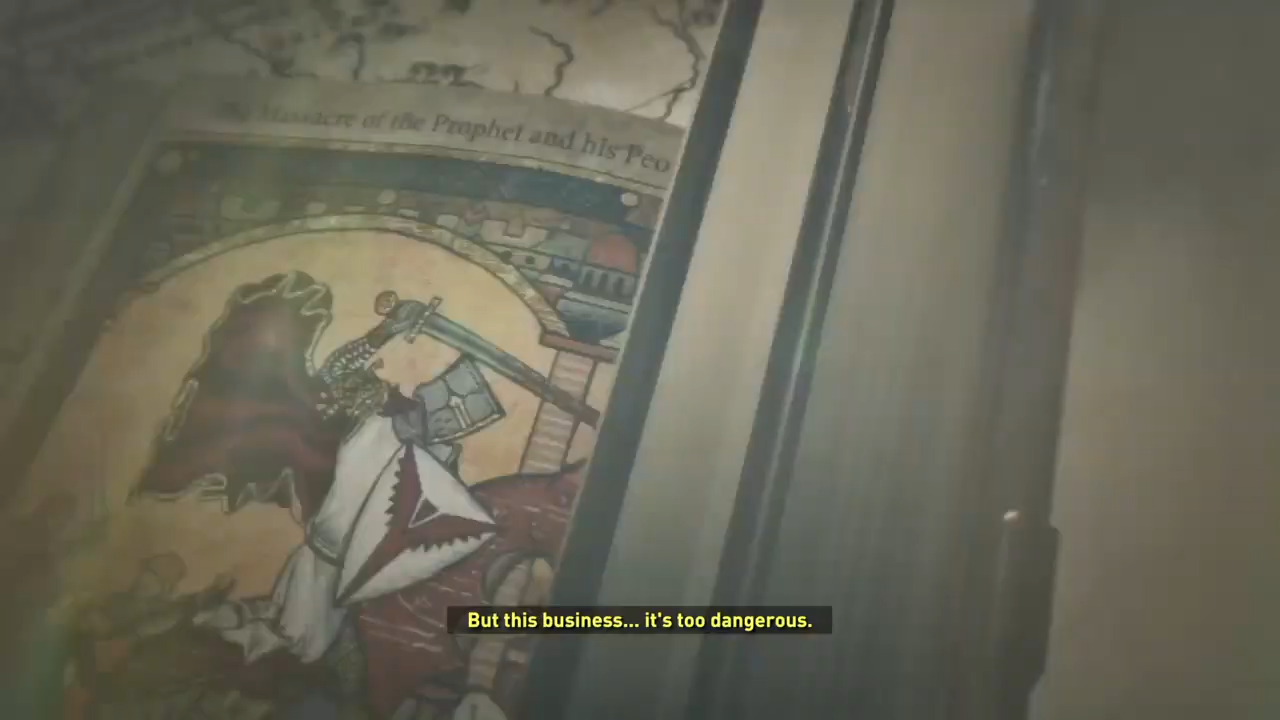 Massacre of the Prophet and his Peo
But this business... it's too dangerous.